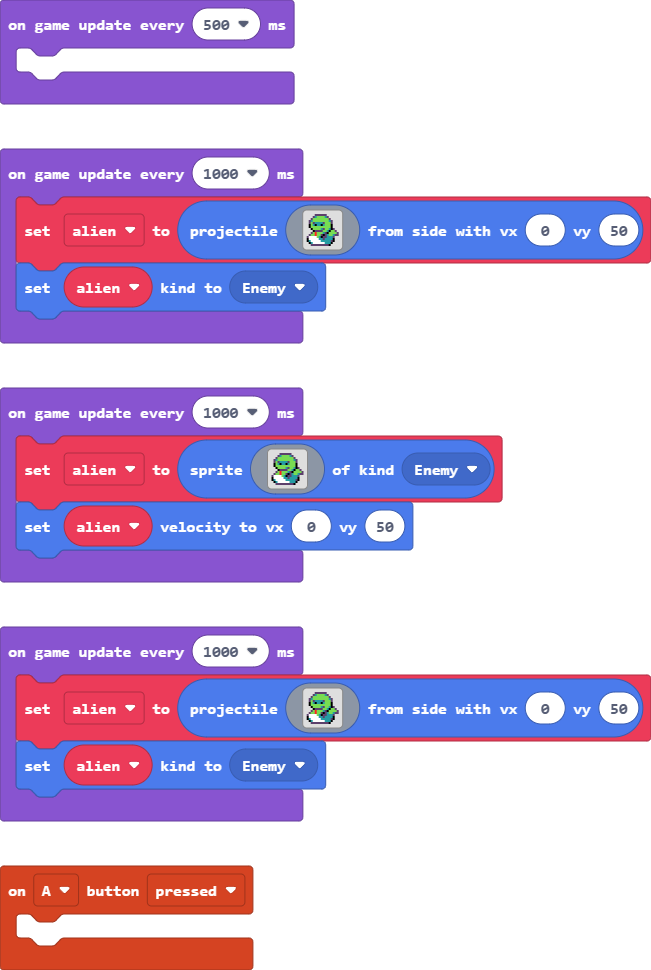 on game update every 500 ms
on game update every 1000 ms
set alien to projectile from side with vx 0 vy 50
set alien kind to Enemy
on game update every 1000 ms
set alien to sprite of kind Enemy
set alien velocity to vx 0 vy 50
on game update every 1000 ms
set alien to projectile from side with vx 0 vy 50
set alien kind to Enemy
on A button pressed